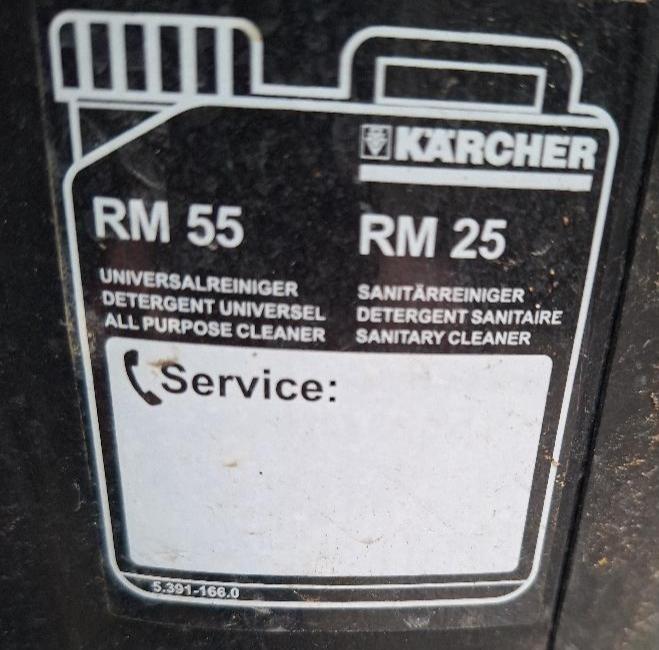 KÄRCHER
RM 55
UNIVERSALREINIGER
DETERGENT UNIVERSEL
ALL PURPOSE CLEANER
RM 25
SANITÄRREINIGER
DETERGENT SANITAIRE
SANITARY CLEANER
Service:
5.391-166.0